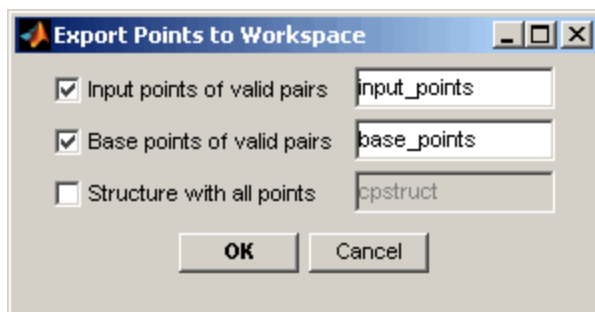 Export Points to Workspace
Input points of valid pairs input_points
Base points of valid pairs base_points
Structure with all points cpstruct
OK Cancel